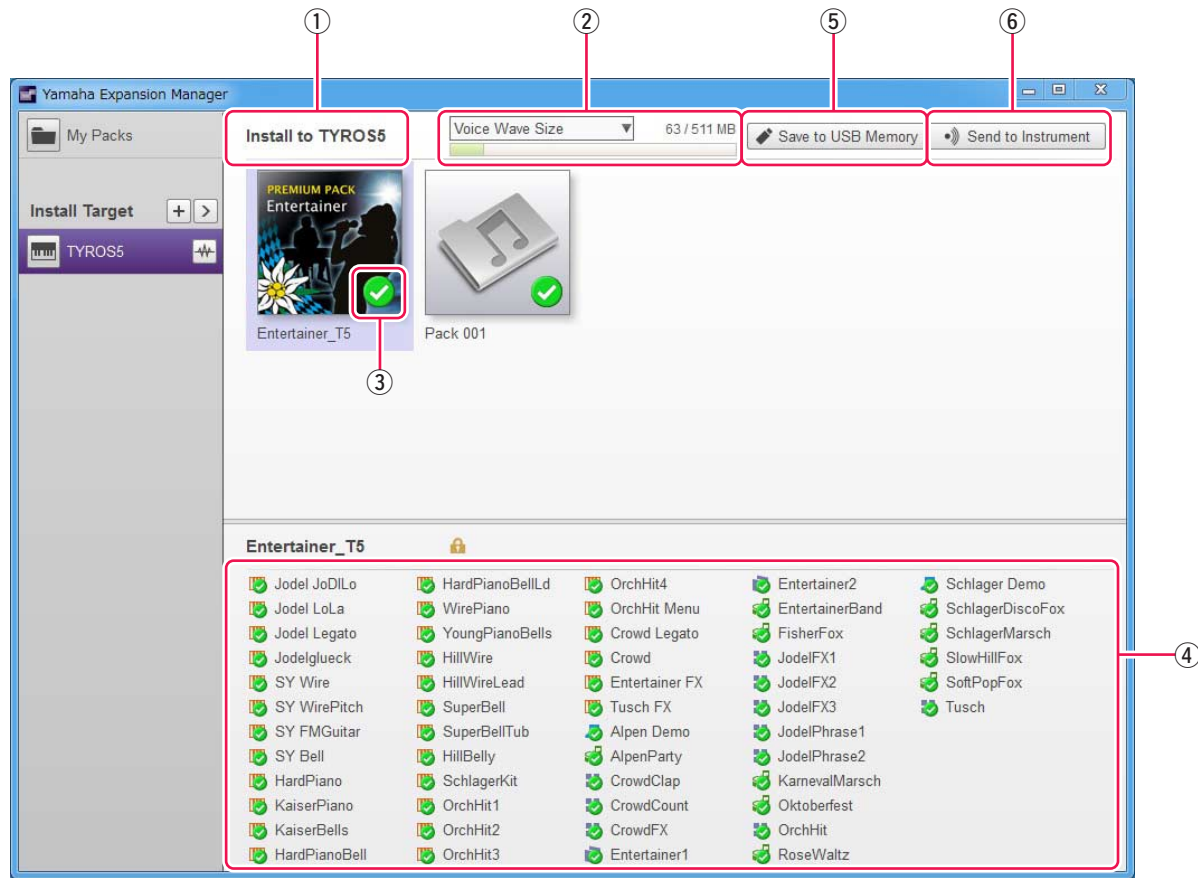 ① ② ⑤ ⑥
Yamaha Expansion Manager
My Packs
Install to TYROS5
Voice Wave Size
63 / 511 MB
Save to USB Memory
Send to Instrument
Install Target
+ >
TYROS5
PREMIUM PACK
Entertainer
Entertainer_T5
Pack 001
③
Entertainer_T5
Jodel JoDlLo
Jodel LoLa
Jodel Legato
Jodelglueck
SY Wire
SY WirePitch
SY FMGuitar
SY Bell
HardPiano
KaiserPiano
KaiserBells
HardPianoBell
HardPianoBellLd
WirePiano
YoungPianoBells
HillWire
HillWireLead
SuperBell
SuperBellTub
HillBelly
SchlagerKit
OrchHit1
OrchHit2
OrchHit3
OrchHit4
OrchHit Menu
Crowd Legato
Crowd
Entertainer FX
Tusch FX
Alpen Demo
AlpenParty
CrowdClap
CrowdCount
CrowdFX
Entertainer1
Entertainer2
EntertainerBand
FisherFox
JodelFX1
JodelFX2
JodelFX3
JodelPhrase1
JodelPhrase2
KarnevalMarsch
Oktoberfest
OrchHit
RoseWaltz
Schlager Demo
SchlagerDiscoFox
SchlagerMarsch
SlowHillFox
SoftPopFox
Tusch
④